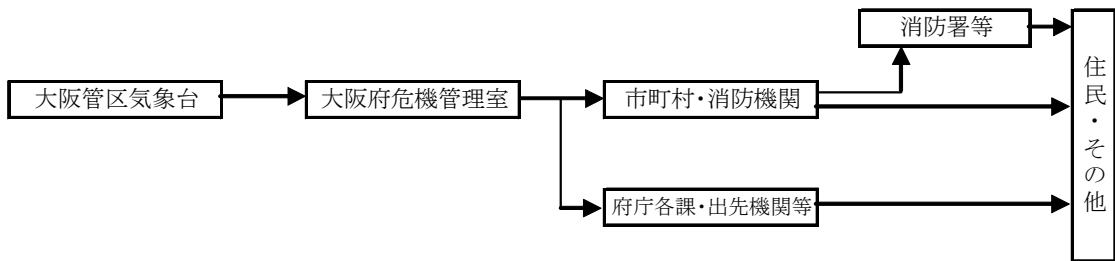 消防署等
大阪管区気象台
大阪府危機管理室
市町村・消防機関
府庁各課・出先機関等
住民・その他